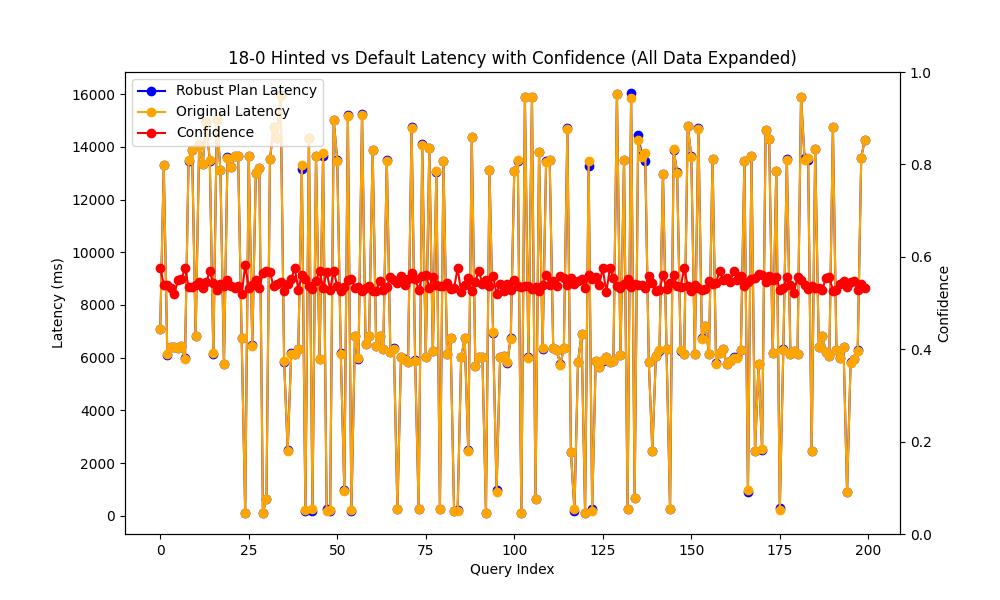 18-0 Hinted vs Default Latency with Confidence (All Data Expanded)
Robust Plan Latency
Original Latency
Confidence
Latency (ms)
16000
14000
12000
10000
8000
6000
4000
2000
0
1.0
0.8
0.6
0.4
0.2
0.0
Confidence
0 25 50 75 100 125 150 175 200
Query Index